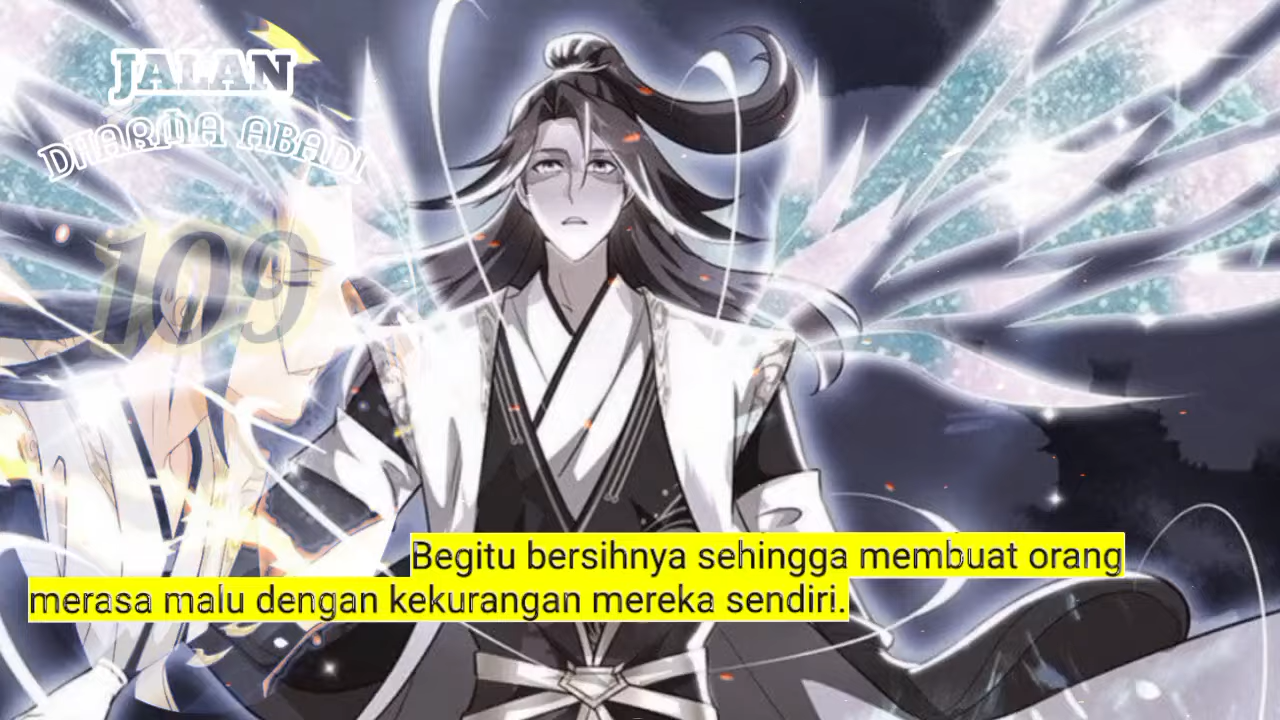 JALAN
DHARMA ABADI
109
Begitu bersihnya sehingga membuat orang
merasa malu dengan kekurangan mereka sendiri.